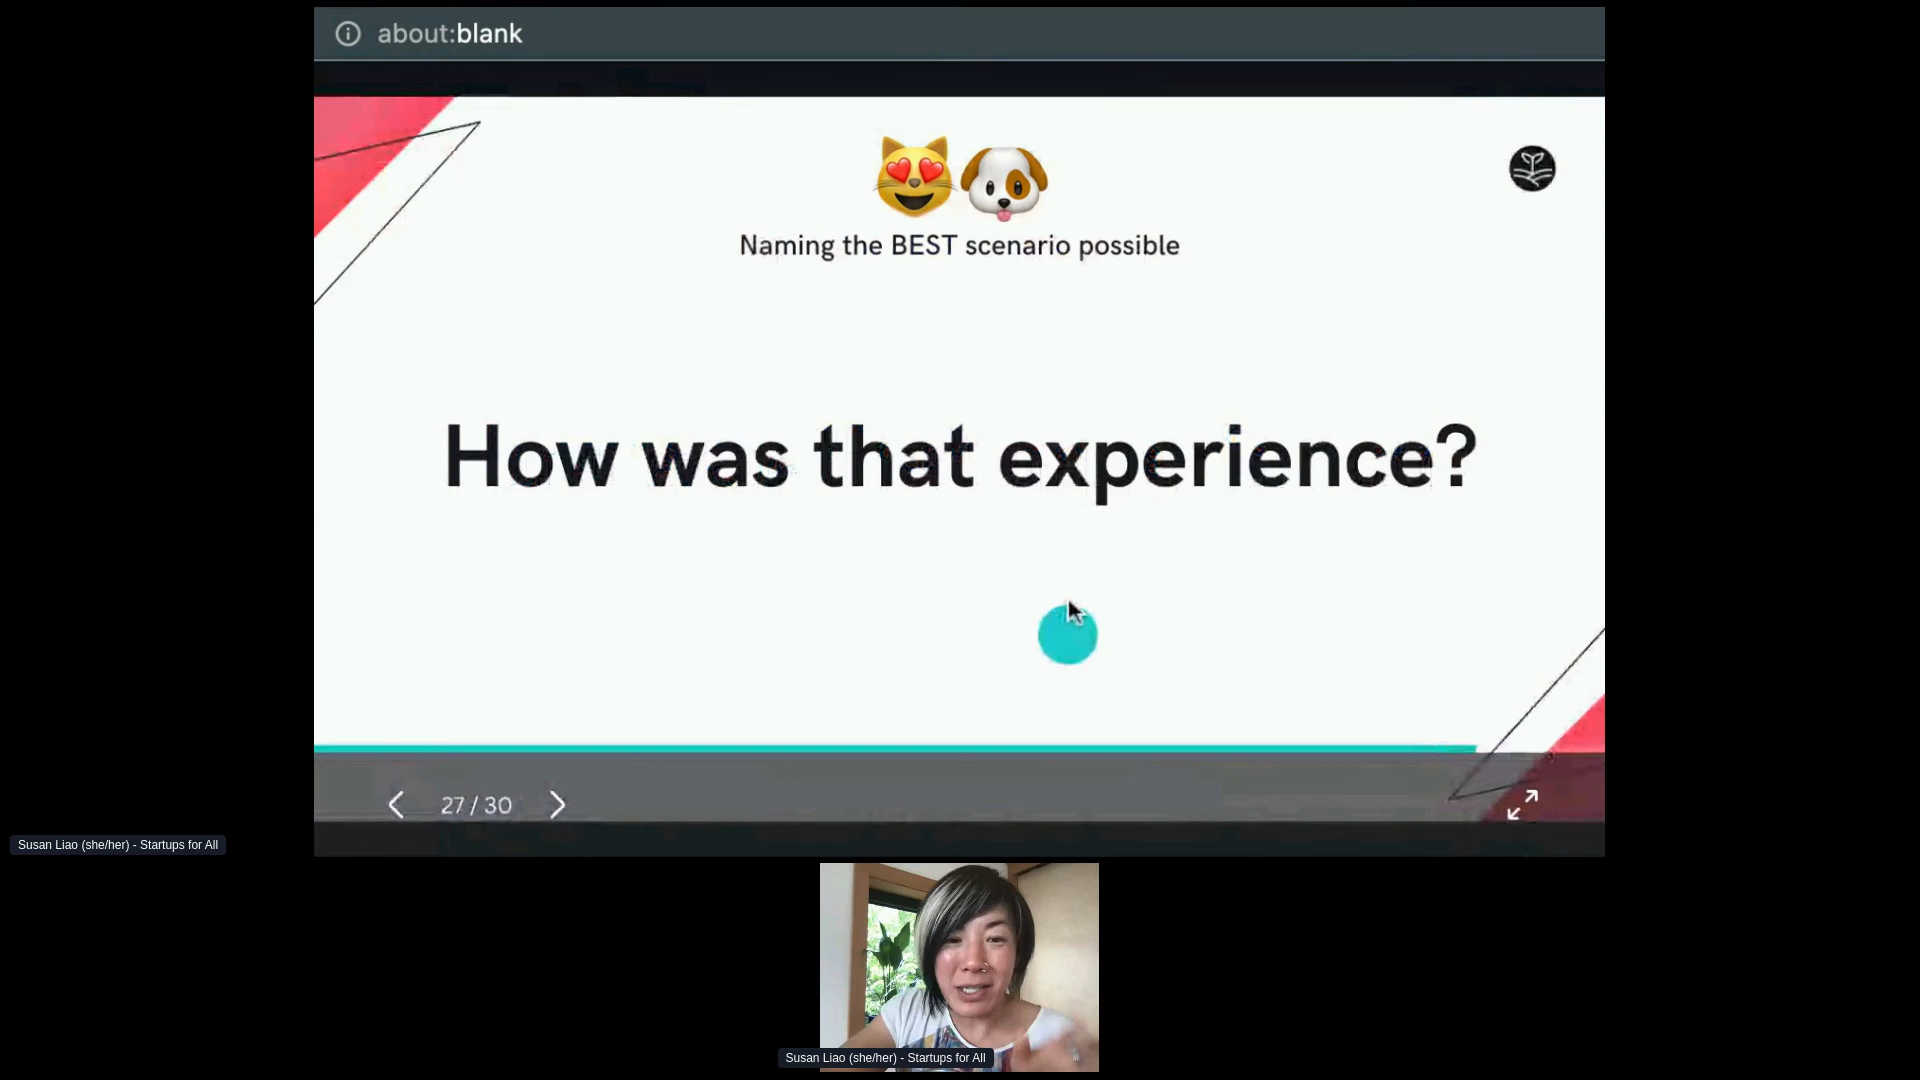 about:blank
Naming the BEST scenario possible
How was that experience?
27 / 30
Susan Liao (she/her) - Startups for All
Susan Liao (she/her) - Startups for All